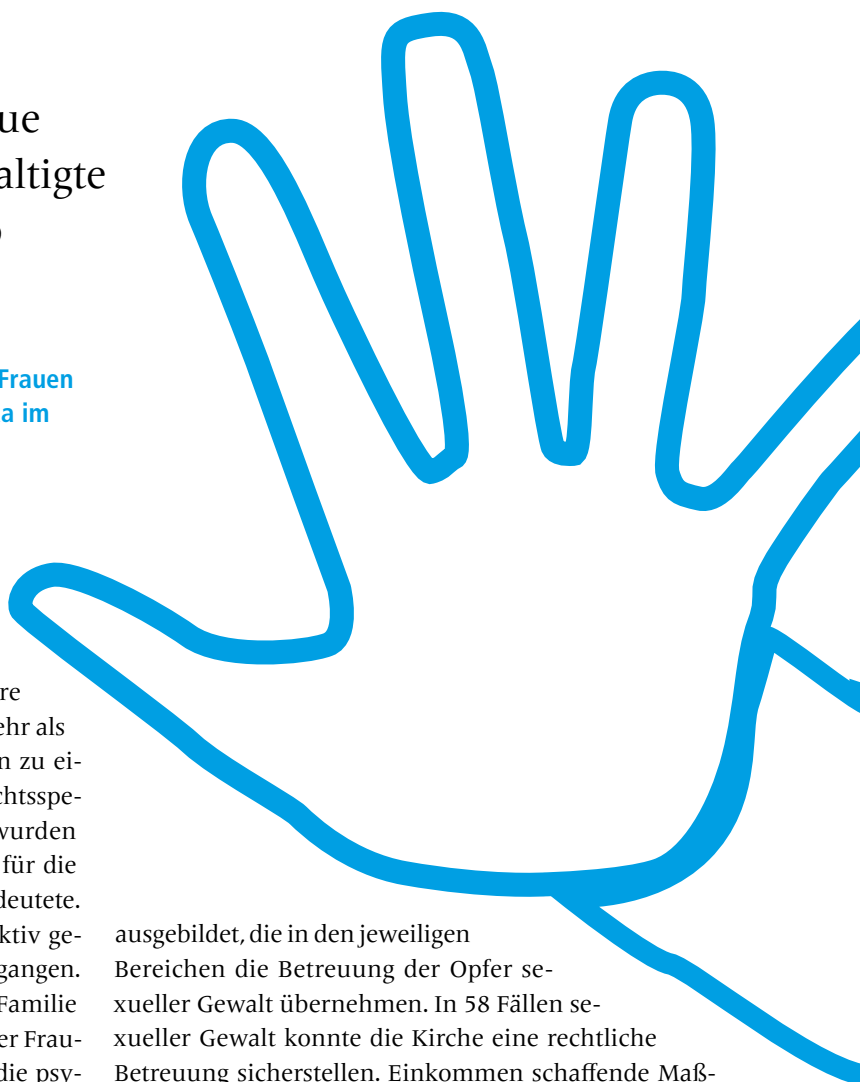 ue
altigte
Frauen
a im
re
ehr als
n zu ei-
chtsspe-
wurden
für die
deutete.
ktiv ge-
gangen.
Familie
er Frau-
die psy-
ausgebildet, die in den jeweiligen
Bereichen die Betreuung der Opfer se-
xueller Gewalt übernehmen. In 58 Fällen se-
xueller Gewalt konnte die Kirche eine rechtliche
Betreuung sicherstellen. Einkommen schaffende Maß-